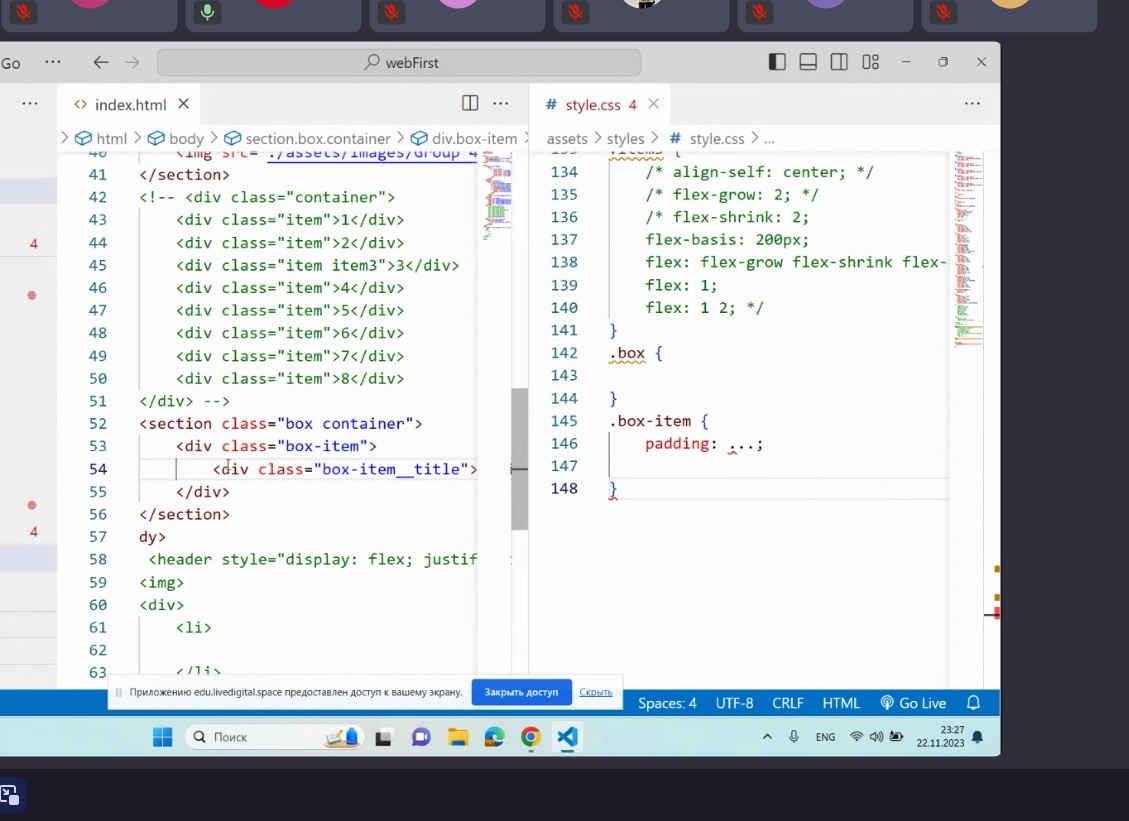 Go ··· webFirst
··· index.html ··· # style.css 4 ···
html > body > section.box.container > div.box-item >
assets > styles > # style.css > ...
4
4
40 <img src="./assets/images/Group 4
41 </section>
42 <!-- <div class="container">
43 <div class="item">1</div>
44 <div class="item">2</div>
45 <div class="item item3">3</div>
46 <div class="item">4</div>
47 <div class="item">5</div>
48 <div class="item">6</div>
49 <div class="item">7</div>
50 <div class="item">8</div>
51 </div> -->
52 <section class="box container">
53 <div class="box-item">
54 <div class="box-item__title">
55 </div>
56 </section>
57 dy>
58 <header style="display: flex; justif
59 <img>
60 <div>
61 <li>
62
63 </li>
134 /* align-self: center; */
135 /* flex-grow: 2; */
136 /* flex-shrink: 2;
137 flex-basis: 200px;
138 flex: flex-grow flex-shrink flex-
139 flex: 1;
140 flex: 1 2; */
141 }
142 .box {
143
144 }
145 .box-item {
146 padding: ...;
147
148 }
Приложению edu.livedigital.space предоставлен доступ к вашему экрану. Закрыть доступ Скрыть
Spaces: 4 UTF-8 CRLF HTML Go Live
Поиск
ENG
23:27
22.11.2023